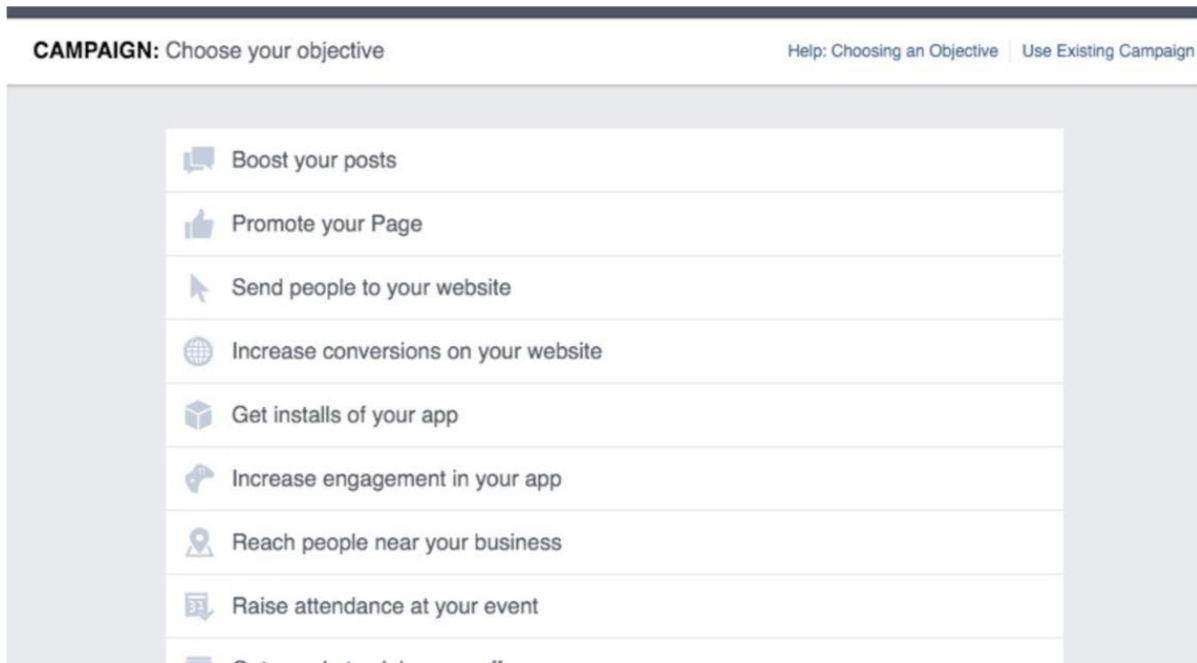 CAMPAIGN: Choose your objective
Help: Choosing an Objective
Use Existing Campaign
Boost your posts
Promote your Page
Send people to your website
Increase conversions on your website
Get installs of your app
Increase engagement in your app
Reach people near your business
31
Raise attendance at your event